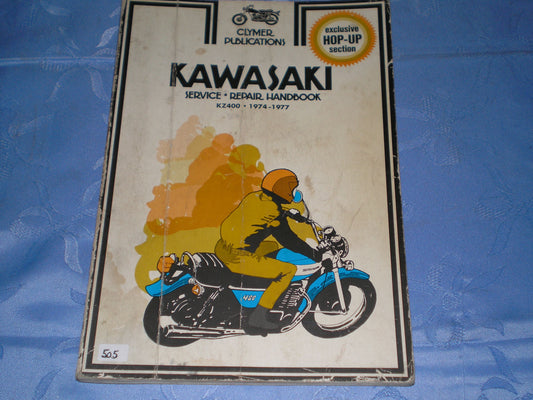 CLYMER
PUBLICATIONS
exclusive
HOP-UP
section
KAWASAKI
SERVICE • REPAIR HANDBOOK
KZ400 • 1974-1977
400
505